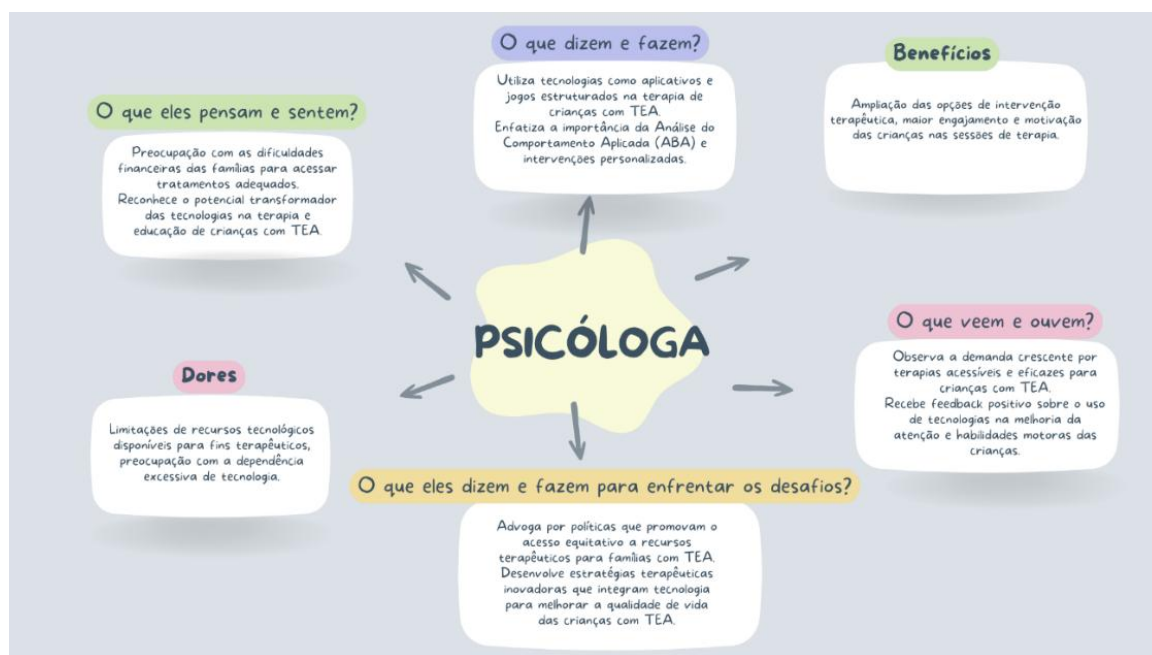 O que dizem e fazem?
Utiliza tecnologias como aplicativos e
jogos estruturados na terapia de
crianças com TEA.
Enfatiza a importância da Análise do
Comportamento Aplicada (ABA) e
intervenções personalizadas.
Benefícios
Ampliação das opções de intervenção
terapêutica, maior engajamento e motivação
das crianças nas sessões de terapia.
O que eles pensam e sentem?
Preocupação com as dificuldades
financeiras das famílias para acessar
tratamentos adequados.
Reconhece o potencial transformador
das tecnologias na terapia e
educação de crianças com TEA.
PSICÓLOGA
O que veem e ouvem?
Observa a demanda crescente por
terapias acessíveis e eficazes para
crianças com TEA.
Recebe feedback positivo sobre o uso
de tecnologias na melhoria da
atenção e habilidades motoras das
crianças.
Dores
Limitações de recursos tecnológicos
disponíveis para fins terapêuticos,
preocupação com a dependência
excessiva de tecnologia.
O que eles dizem e fazem para enfrentar os desafios?
Advoga por políticas que promovam o
acesso equitativo a recursos
terapêuticos para famílias com TEA.
Desenvolve estratégias terapêuticas
inovadoras que integram tecnologia
para melhorar a qualidade de vida
das crianças com TEA.